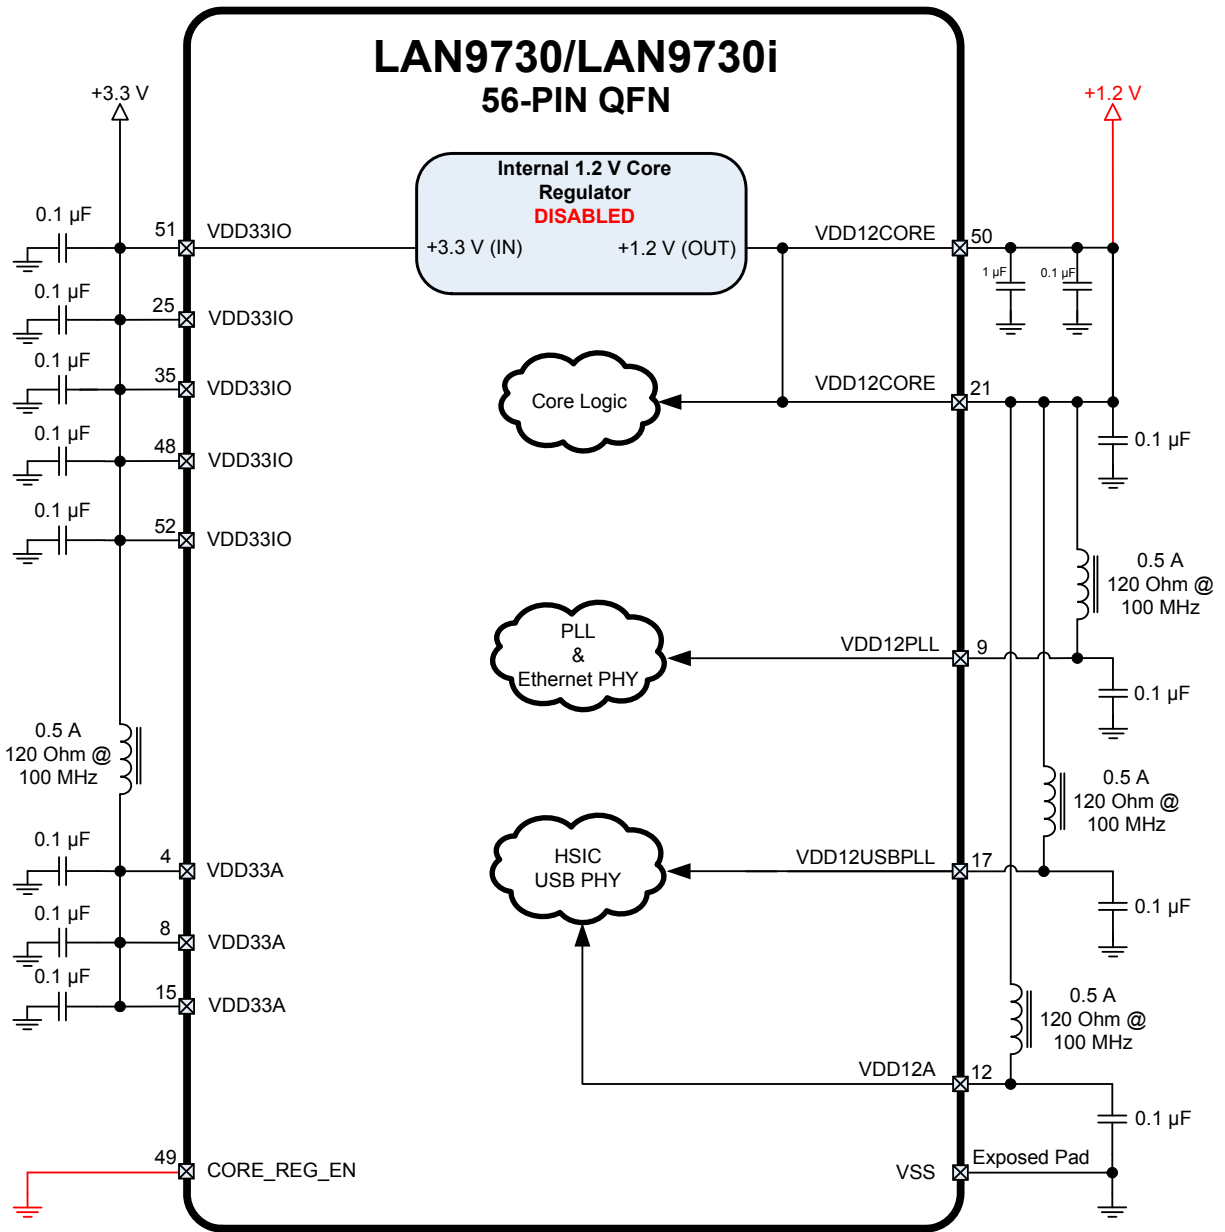 LAN9730/LAN9730i
56-PIN QFN
+3.3 V
+1.2 V
Internal 1.2 V Core
Regulator
DISABLED
+3.3 V (IN)
+1.2 V (OUT)
0.1 µF
51
VDD33IO
VDD12CORE
50
1 µF
0.1 µF
0.1 µF
25
VDD33IO
0.1 µF
35
VDD33IO
Core Logic
VDD12CORE
21
0.1 µF
0.1 µF
48
VDD33IO
0.1 µF
52
VDD33IO
0.5 A
120 Ohm @
100 MHz
PLL
&
Ethernet PHY
VDD12PLL
9
0.1 µF
0.5 A
120 Ohm @
100 MHz
0.5 A
120 Ohm @
100 MHz
0.1 µF
4
VDD33A
HSIC
USB PHY
VDD12USBPLL
17
0.1 µF
0.1 µF
8
VDD33A
0.1 µF
15
VDD33A
0.5 A
120 Ohm @
100 MHz
VDD12A
12
0.1 µF
49
CORE_REG_EN
VSS
Exposed Pad